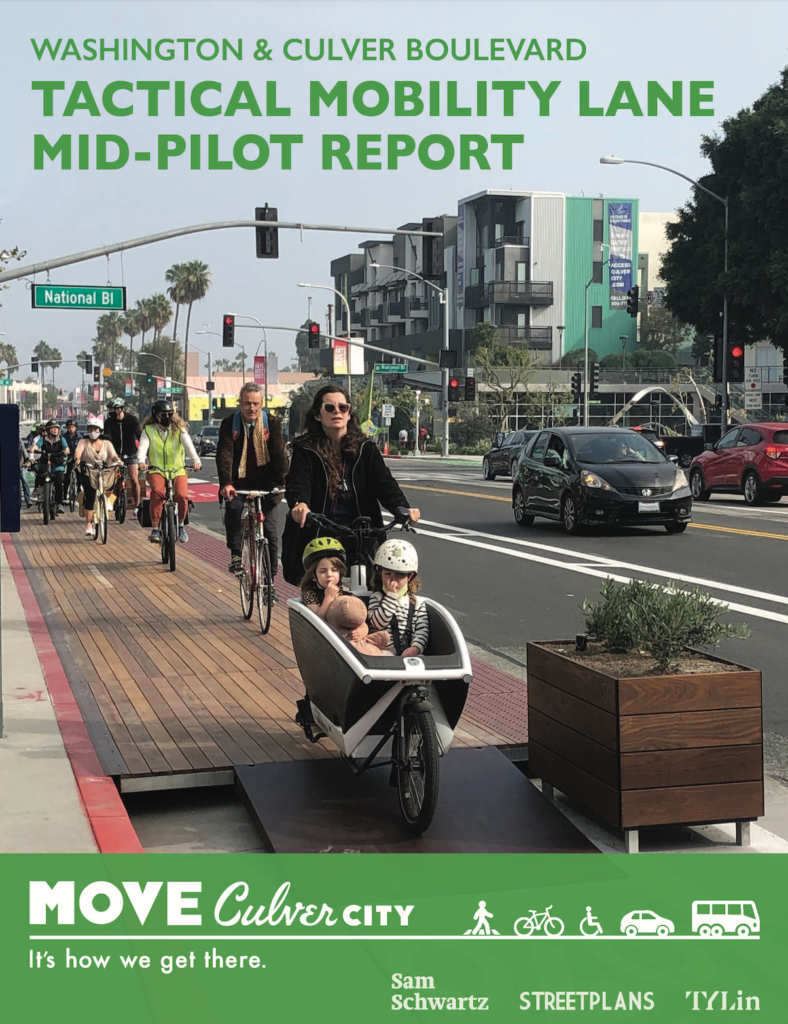 WASHINGTON & CULVER BOULEVARD
TACTICAL MOBILITY LANE
MID-PILOT REPORT
National Bl
MOVE Culver CITY
It's how we get there.
Sam
Schwartz
STREETPLANS
TYLin